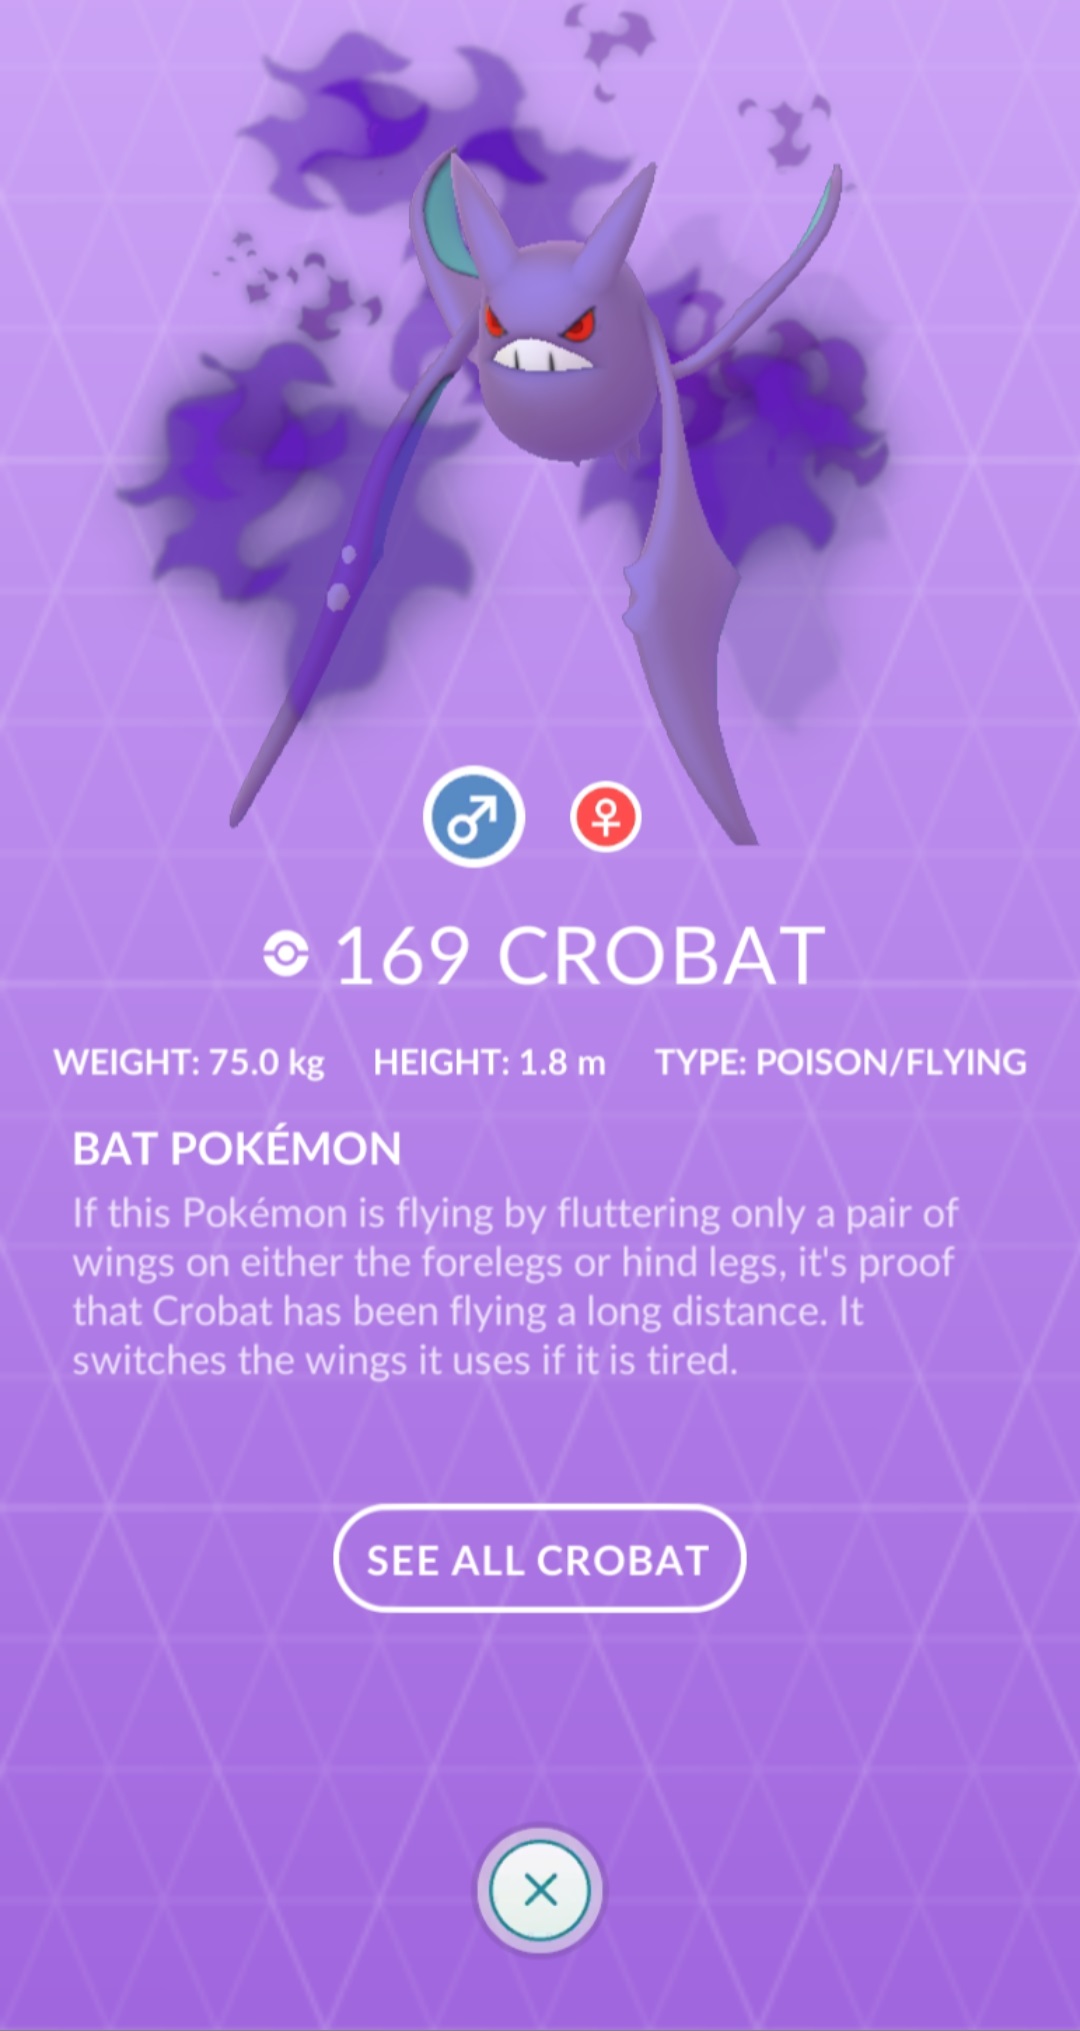 169 CROBAT
WEIGHT: 75.0 kg HEIGHT: 1.8 m TYPE: POISON/FLYING
BAT POKÉMON
If this Pokémon is flying by fluttering only a pair of
wings on either the forelegs or hind legs, it's proof
that Crobat has been flying a long distance. It
switches the wings it uses if it is tired.
SEE ALL CROBAT